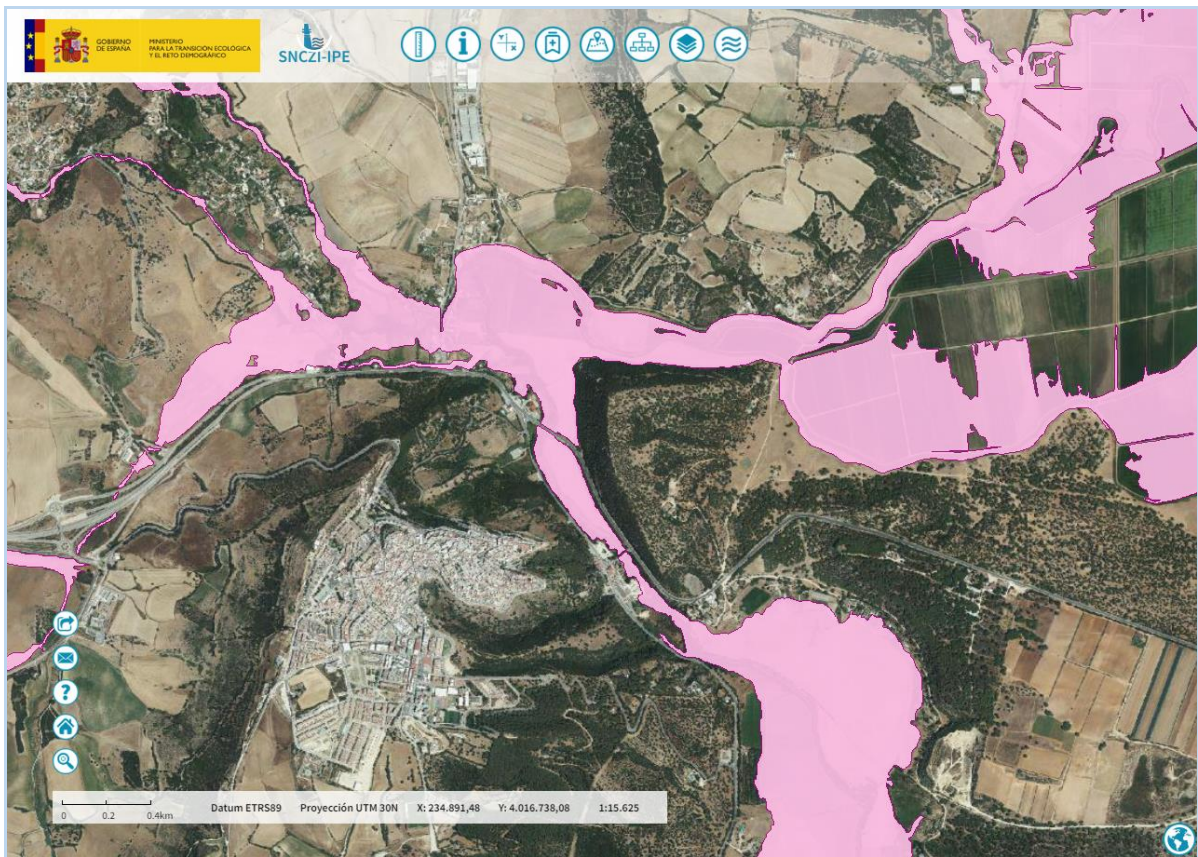 GOBIERNO
DE ESPAÑA
MINISTERIO
PARA LA TRANSICIÓN ECOLÓGICA
Y EL RETO DEMOGRÁFICO
SNCZI-IPE
0 0.2 0.4km
Datum ETRS89 Proyección UTM 30N X: 234.891,48 Y: 4.016.738,08 1:15.625